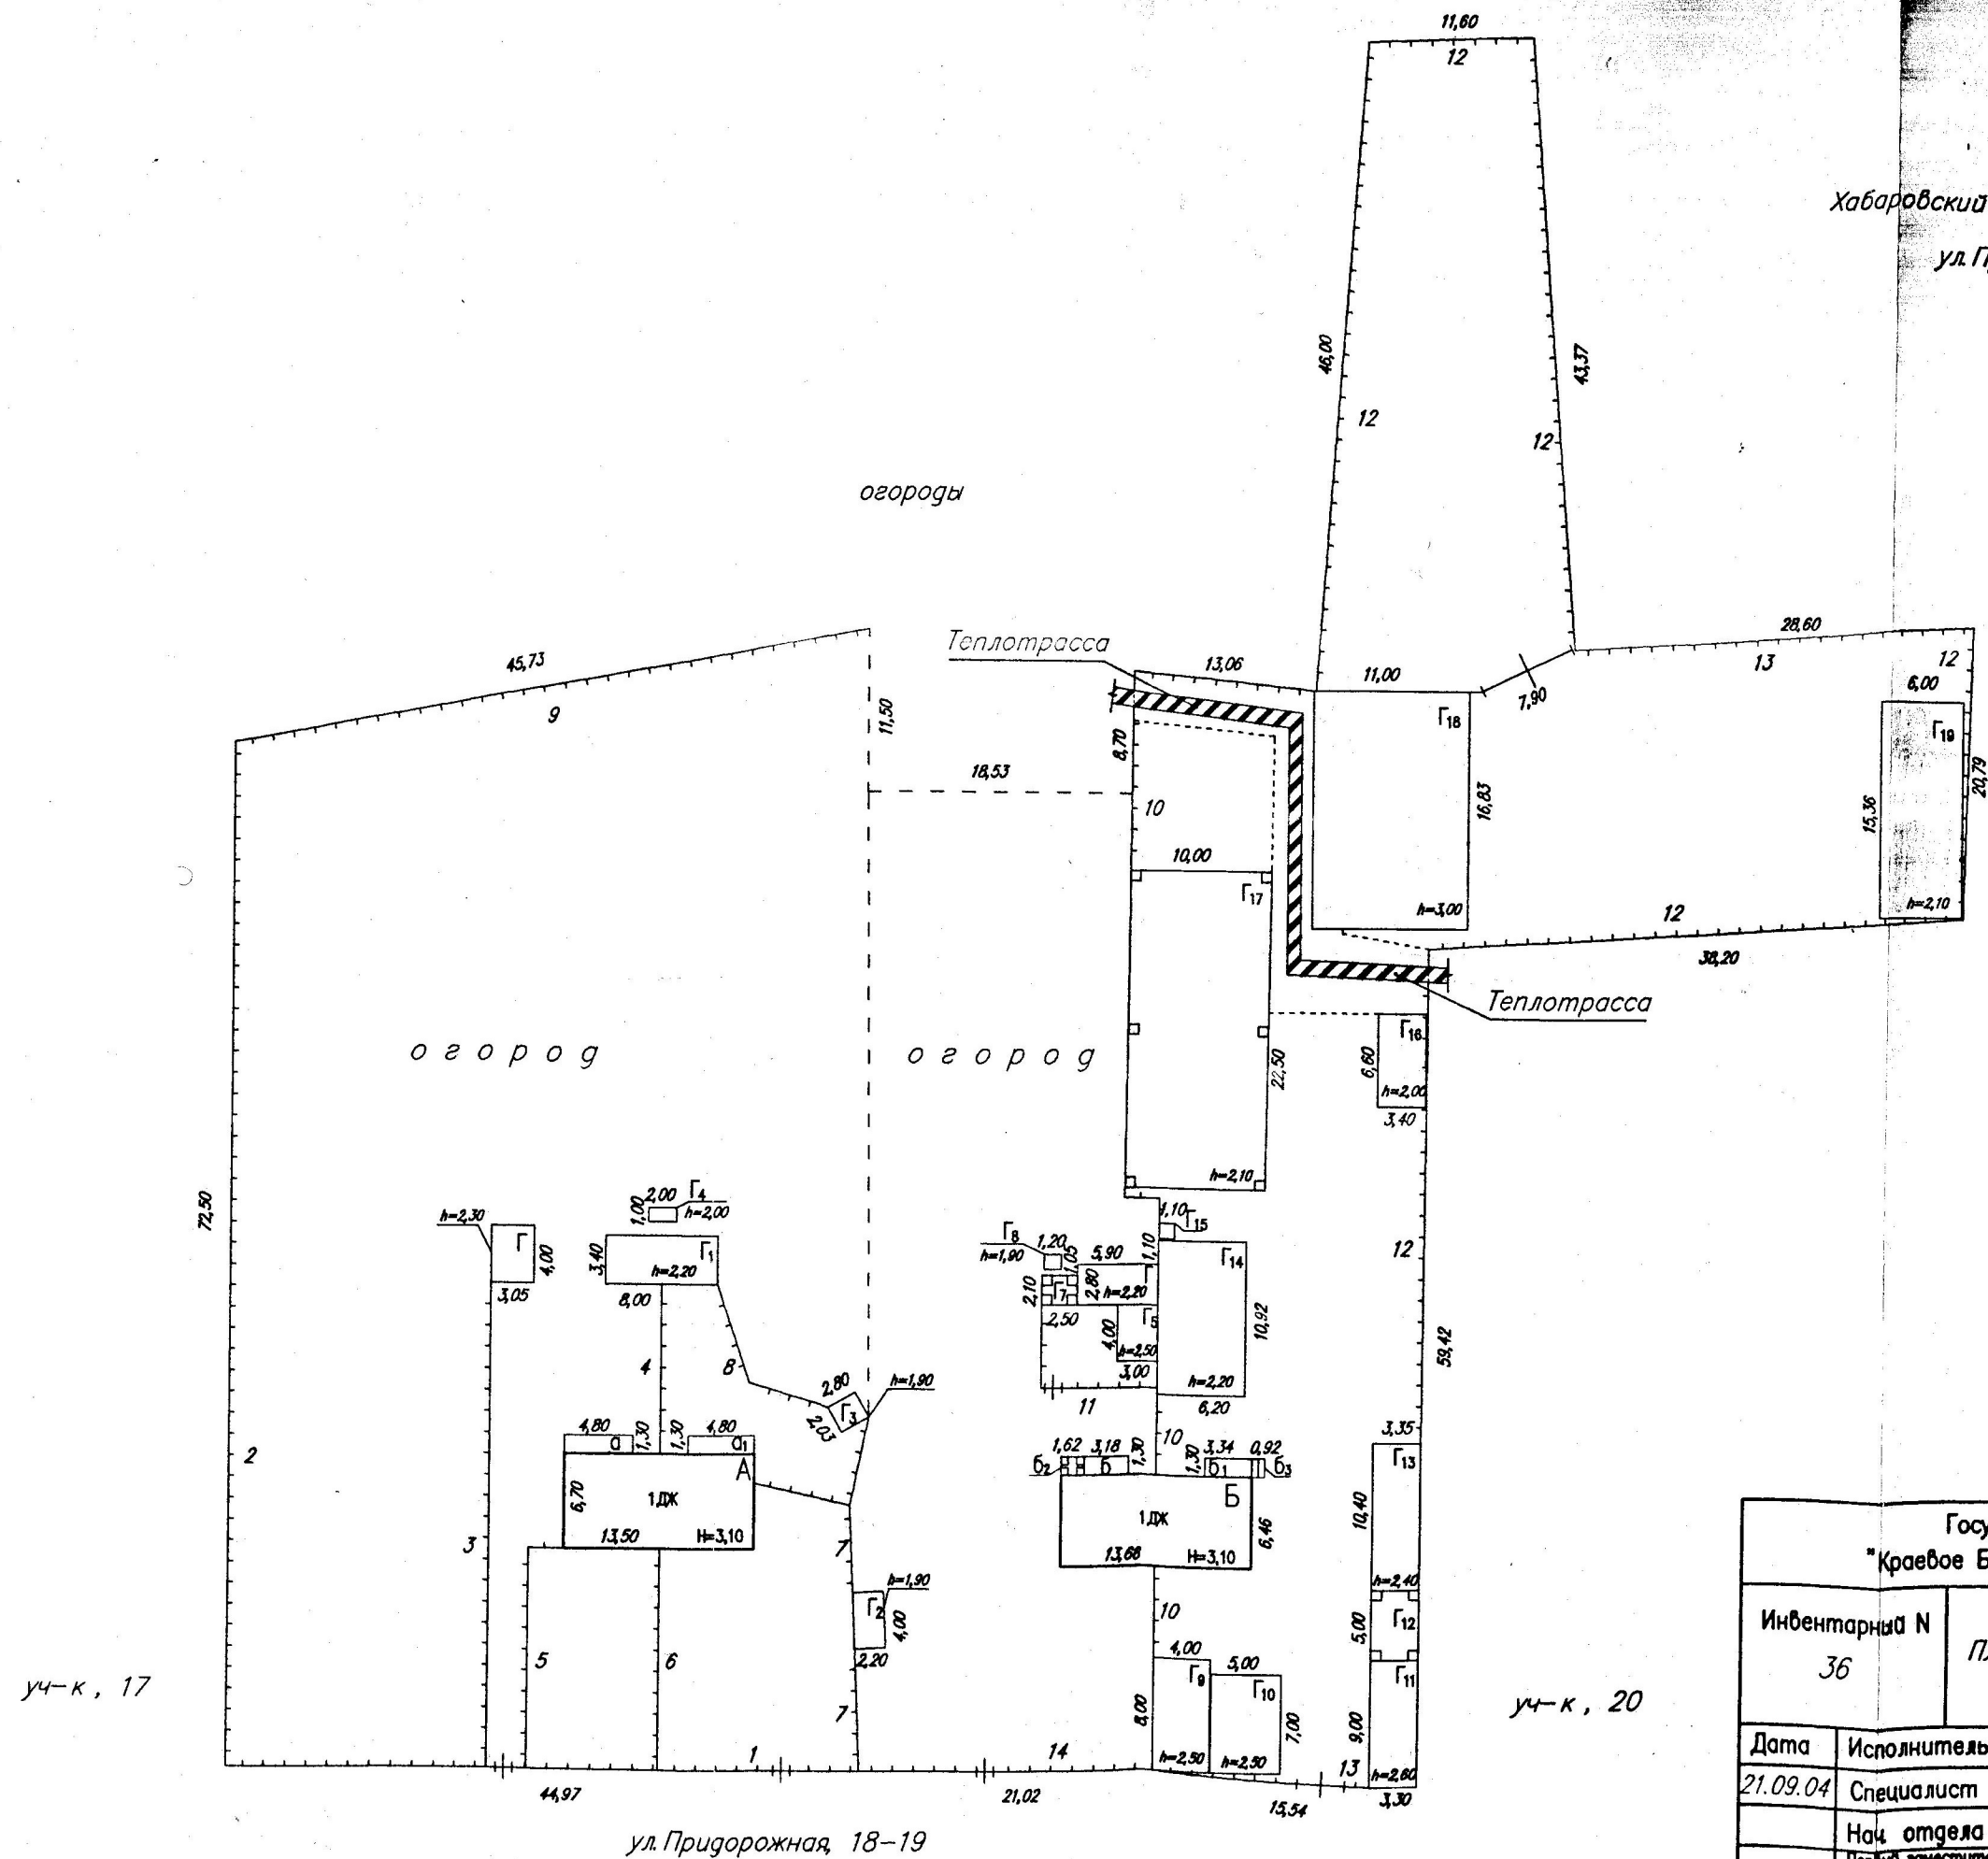 11,60
12
Хабаровский
ул. П
46,00
43,37
12
12
огороды
28,60
45,73
Теплотрасса
13,06
11,00
13
12
9
11,50
7,90
6,00
Г18
Г19
8,70
18,53
20,79
16,83
15,36
10
10,00
Г17
h=3,00
12
h=2,10
38,20
Теплотрасса
Г16
огород
огород
22,50
6,60
h=2,00
3,40
h=2,10
72,50
2,00
Г4
1,00
h=2,00
h=2,30
Г
4,00
3,05
3,40
Г1
h=2,20
8,00
1,10
Г15
Г8
h=1,90
1,20
1,05
5,90
1,10
Г14
12
2,10
Г7
2,80
Г
h=2,20
2,50
Г5
4,00
h=2,50
3,00
10,92
59,42
4
8
2,80
h=1,90
Г3
2,03
11
h=2,20
6,20
3,35
4,80
а
1,30
1,30
4,80
а1
10
1,62
3,18
1,30
1,30
3,34
0,92
б2
б
б1
б3
Г13
2
А
6,70
1ДЖ
13,50
H=3,10
Б
1ДЖ
13,68
H=3,10
6,46
10,40
3
7
h=2,40
h=1,90
Г2
4,00
2,20
10
5,00
Г12
4,00
5
6
Г9
5,00
Г10
Г11
уч-к, 17
уч-к, 20
7
8,00
7,00
9,00
h=2,50
h=2,50
1
14
13
h=2,60
44,97
21,02
15,54
3,30
ул. Придорожная, 18-19
Госу
"Краевое Б
Инвентарный N
36
Дата
Исполнитель
21.09.04
Специалист
Нач. отдела